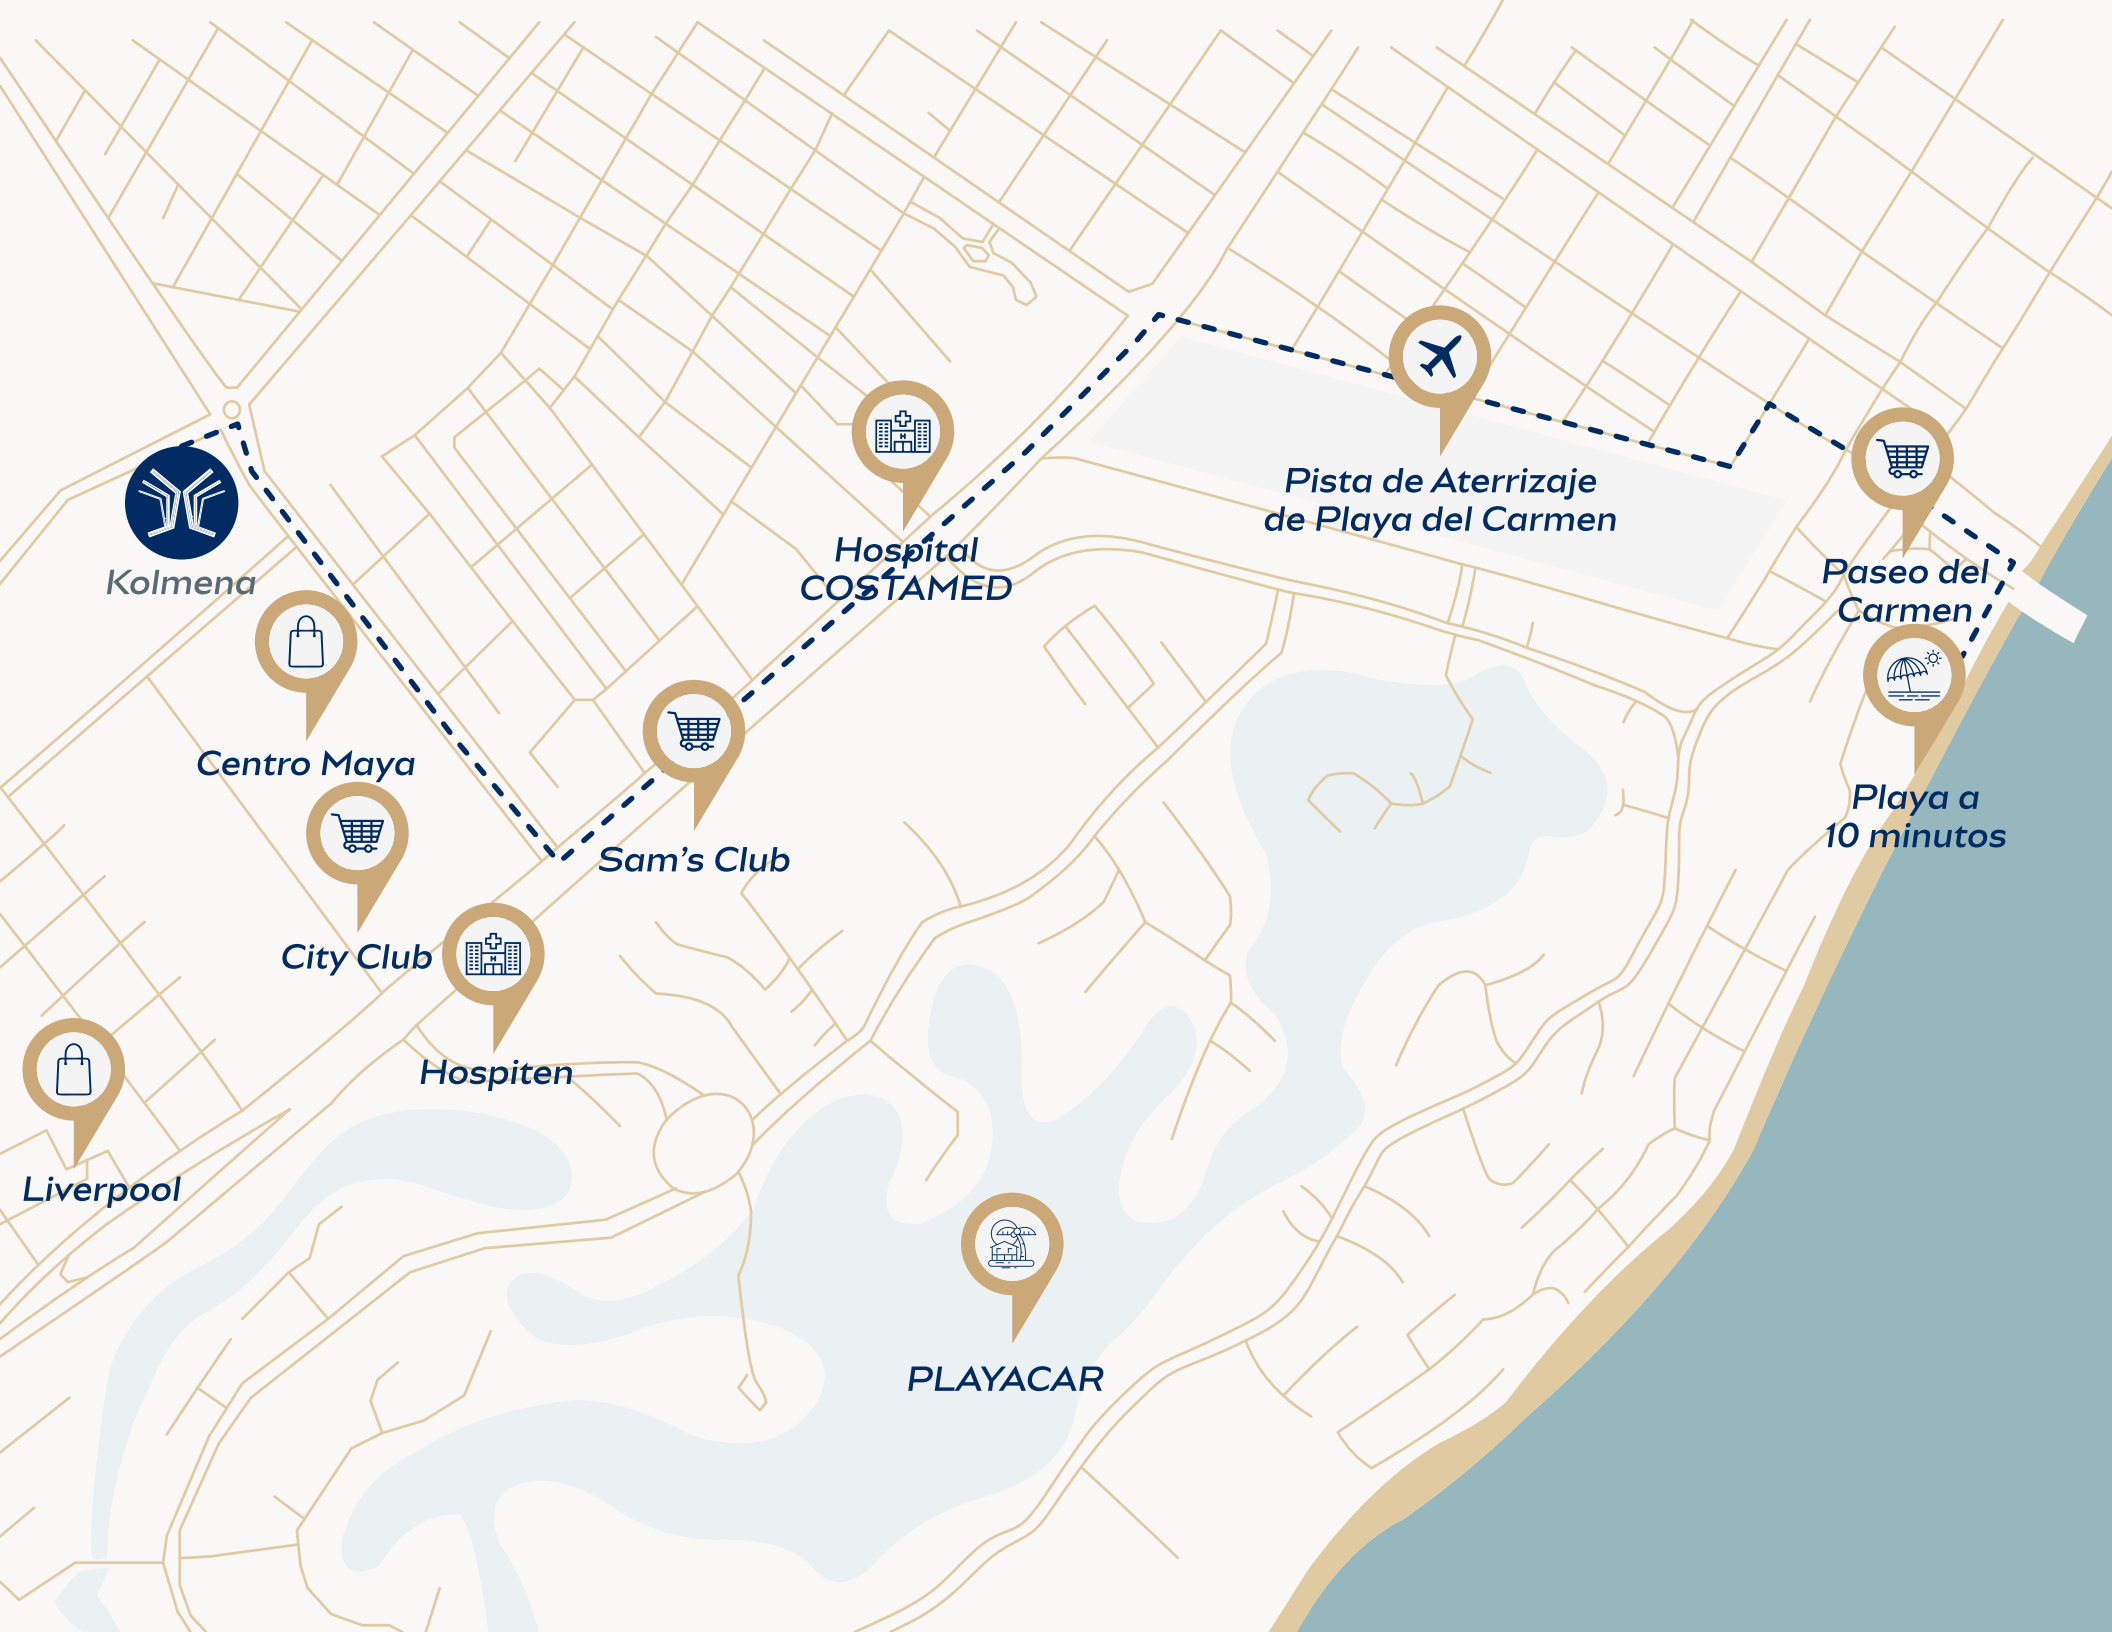 Pista de Aterrizaje
de Playa del Carmen
Hospital
COSTAMED
Paseo del
Carmen
Kolmena
Centro Maya
Playa a
10 minutos
Sam's Club
City Club
Hospiten
Liverpool
PLAYACAR